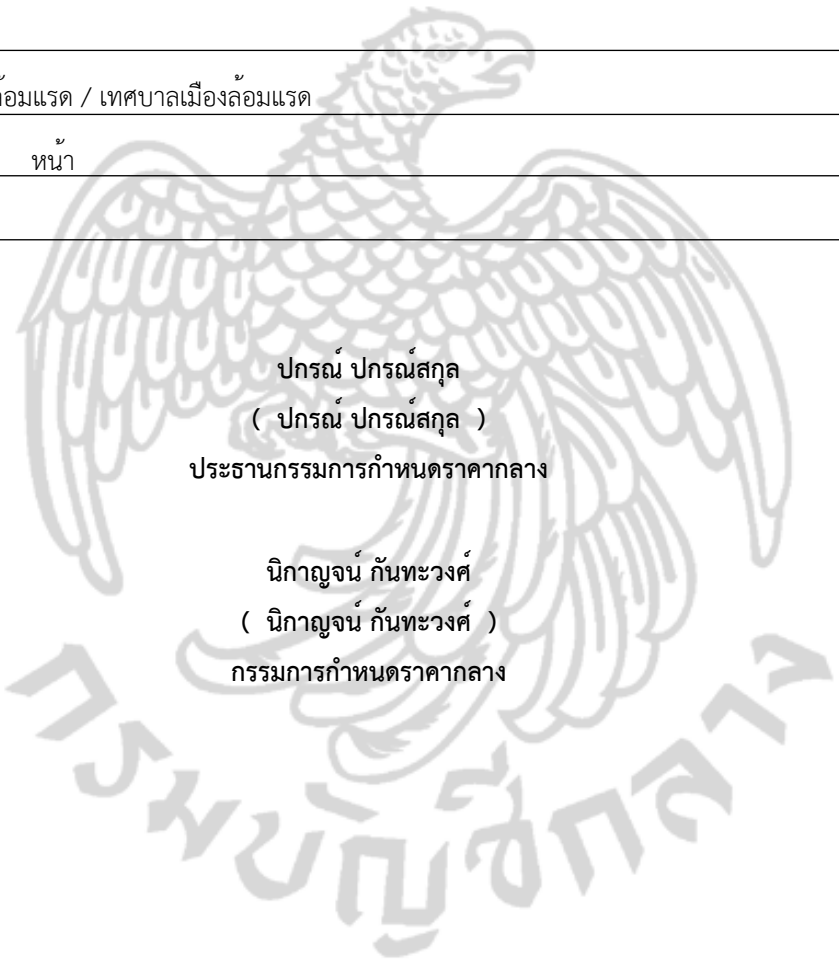 / เทศบาลเมืองล้อมแรด
หน้า
ปกรณ์ ปกรณ์สกุล
( ปกรณ์ ปกรณ์สกุล )
ประธานกรรมการกำหนดราคากลาง
นิกาญจน์ กันทะวงศ์
( นิกาญจน์ กันทะวงศ์ )
กรรมการกำหนดราคากลาง
กรมบัญชีกลาง